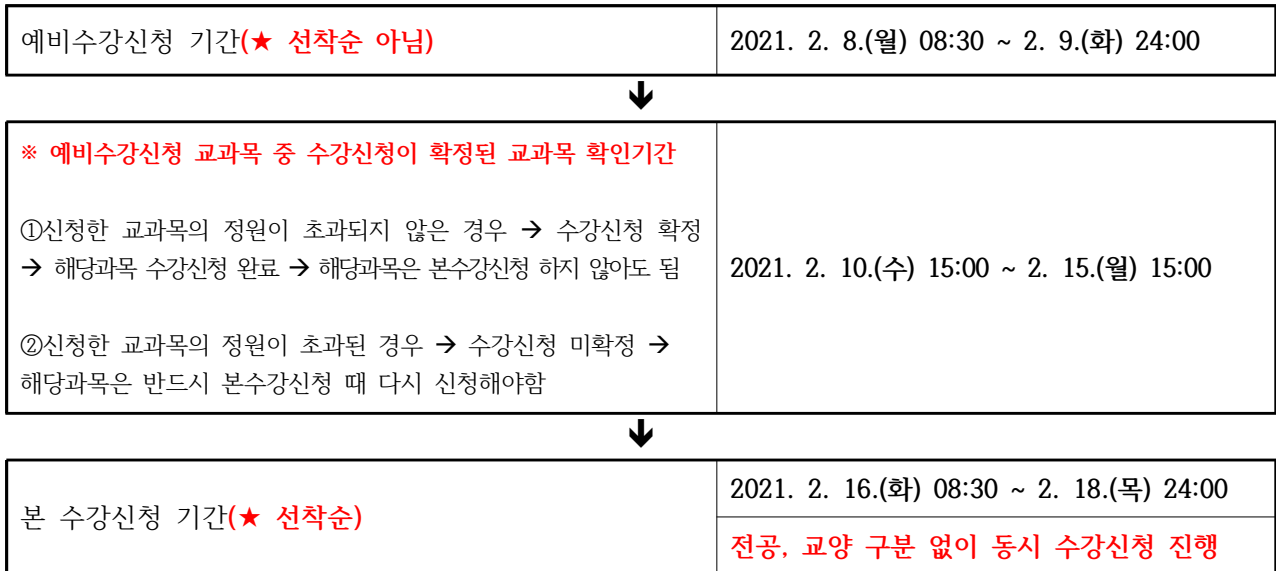 예비수강신청 기간(★ 선착순 아님)
2021. 2. 8.(월) 08:30 ~ 2. 9.(화) 24:00
※ 예비수강신청 교과목 중 수강신청이 확정된 교과목 확인기간
①신청한 교과목의 정원이 초과되지 않은 경우 → 수강신청 확정
→ 해당과목 수강신청 완료 → 해당과목은 본수강신청 하지 않아도 됨
②신청한 교과목의 정원이 초과된 경우 → 수강신청 미확정 →
해당과목은 반드시 본수강신청 때 다시 신청해야함
2021. 2. 10.(수) 15:00 ~ 2. 15.(월) 15:00
본 수강신청 기간(★ 선착순)
2021. 2. 16.(화) 08:30 ~ 2. 18.(목) 24:00
전공, 교양 구분 없이 동시 수강신청 진행